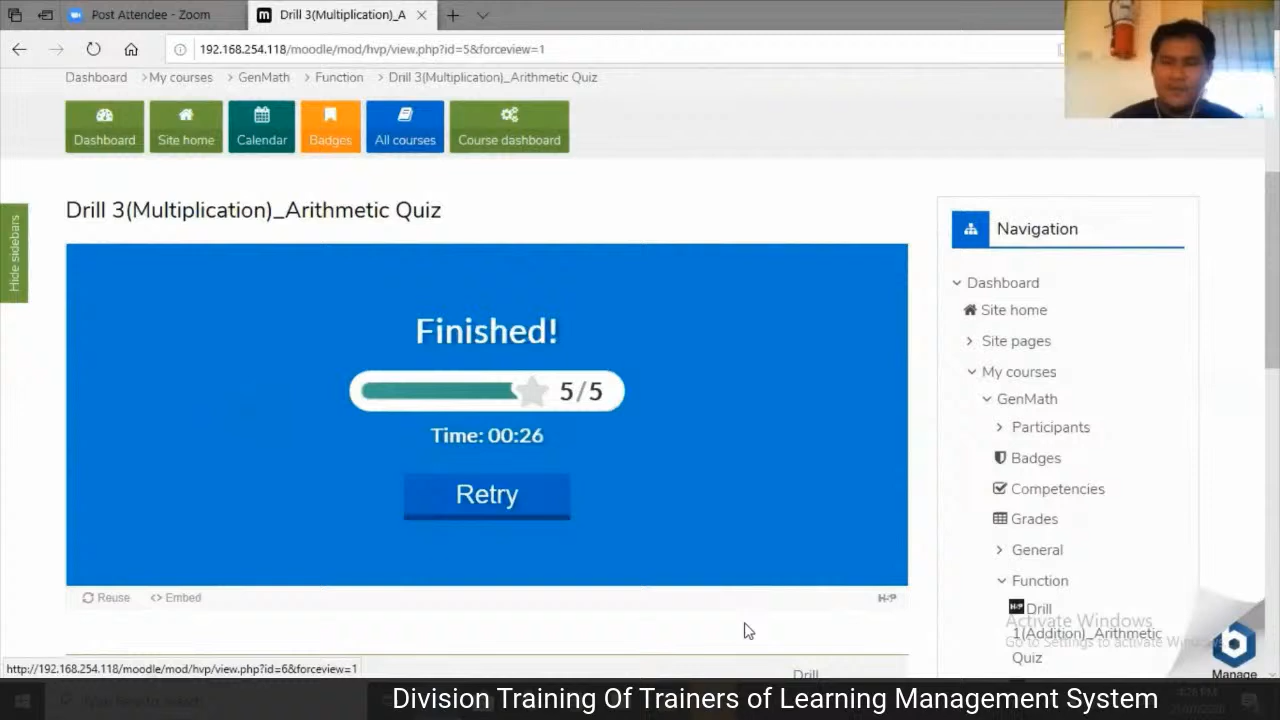 Post Attendee - Zoom
Drill 3(Multiplication)_A
192.168.254.118/moodle/mod/hvp/view.php?id=5&forceview=1
Dashboard > My courses > GenMath > Function > Drill 3(Multiplication)_Arithmetic Quiz
Dashboard
Site home
Calendar
Badges
All courses
Course dashboard
Hide sidebars
Drill 3(Multiplication)_Arithmetic Quiz
Finished!
5/5
Time: 00:26
Retry
Reuse
<> Embed
H-P
Drill
Navigation
Dashboard
Site home
Site pages
My courses
GenMath
Participants
Badges
Competencies
Grades
General
Function
Drill
1(Addition)_Arithmetic
Quiz
Activate Windows
Go to Settings to activate Windows.
Manage
http://192.168.254.118/moodle/mod/hvp/view.php?id=6&forceview=1
Type here to search
Division Training Of Trainers of Learning Management System